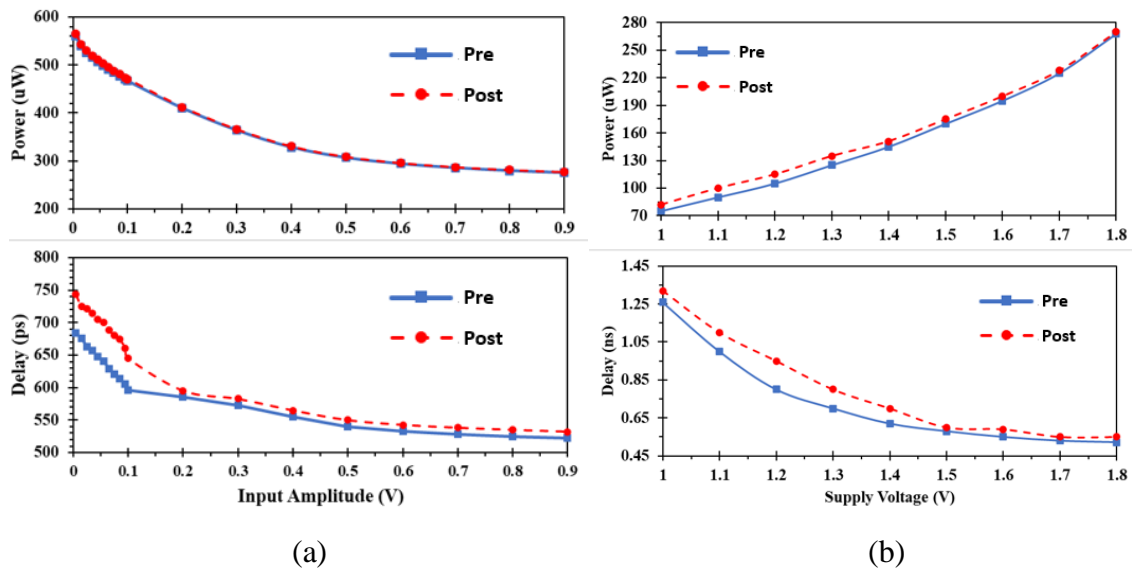 600
500
400
300
200
Power (uW)
Pre
Post
0 0.1 0.2 0.3 0.4 0.5 0.6 0.7 0.8 0.9
800
750
700
650
600
550
500
Delay (ps)
Pre
Post
0 0.1 0.2 0.3 0.4 0.5 0.6 0.7 0.8 0.9
Input Amplitude (V)
(a)
280
250
220
190
160
130
100
70
Power (uW)
Pre
Post
1 1.1 1.2 1.3 1.4 1.5 1.6 1.7 1.8
1.45
1.25
1.05
0.85
0.65
0.45
Delay (ns)
Pre
Post
1 1.1 1.2 1.3 1.4 1.5 1.6 1.7 1.8
Supply Voltage (V)
(b)